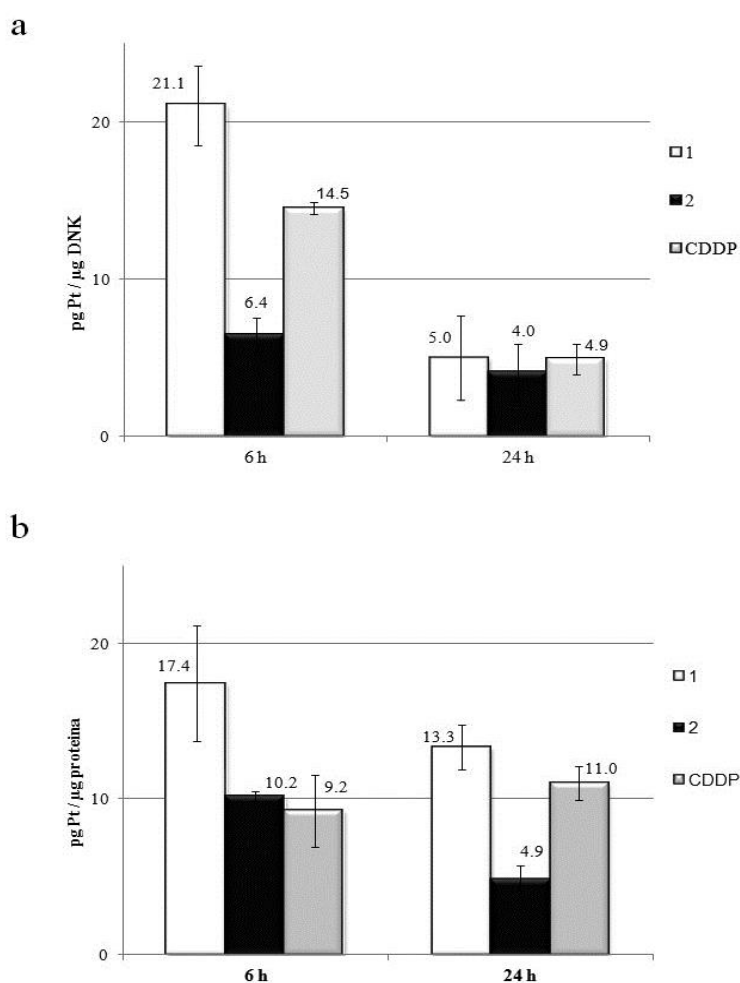 a
pg Pt / µg DNK
20
10
0
21.1
6.4
14.5
5.0
4.0
4.9
6 h
24 h
1
2
CDDP
b
pg Pt / µg proteina
20
10
0
17.4
10.2
9.2
13.3
4.9
11.0
6 h
24 h
1
2
CDDP